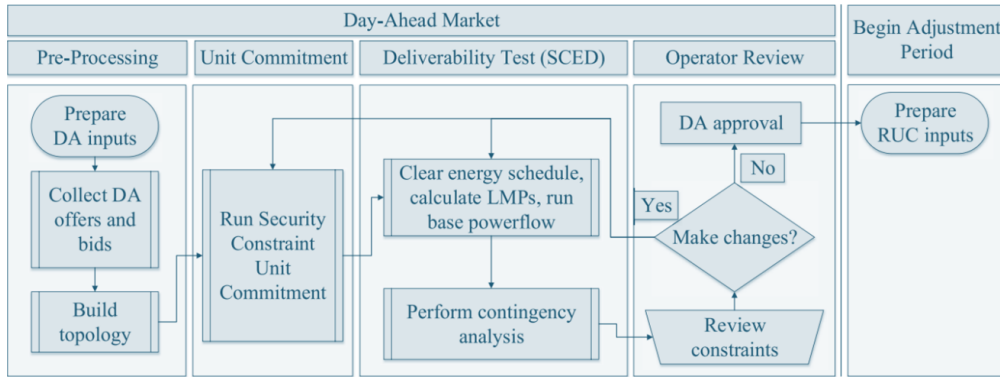 Day-Ahead Market
Begin Adjustment
Period
Pre-Processing
Unit Commitment
Deliverability Test (SCED)
Operator Review
Prepare
DA inputs
Collect DA
offers and
bids
Build
topology
Run Security
Constraint
Unit
Commitment
Clear energy schedule,
calculate LMPs, run
base powerflow
Perform contingency
analysis
DA approval
No
Yes
Make changes?
Review
constraints
Prepare
RUC inputs